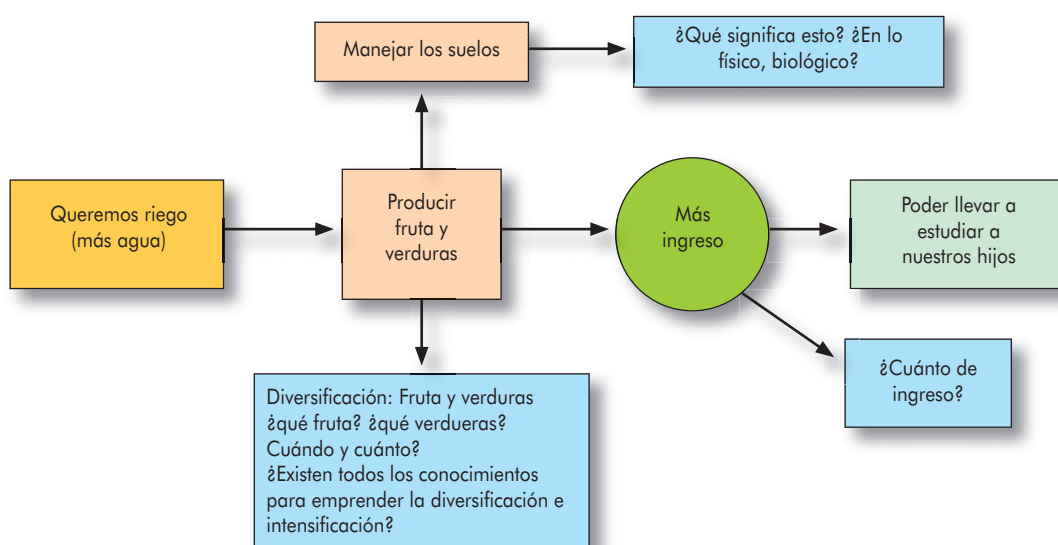 Manejar los suelos
¿Qué significa esto? ¿En lo
físico, biológico?
Queremos riego
(más agua)
Producir
fruta y
verduras
Más
ingreso
Poder llevar a
estudiar a
nuestros hijos
¿Cuánto de
ingreso?
Diversificación: Fruta y verduras
¿qué fruta? ¿qué verdueras?
Cuándo y cuánto?
¿Existen todos los conocimientos
para emprender la diversificación e
intensificación?